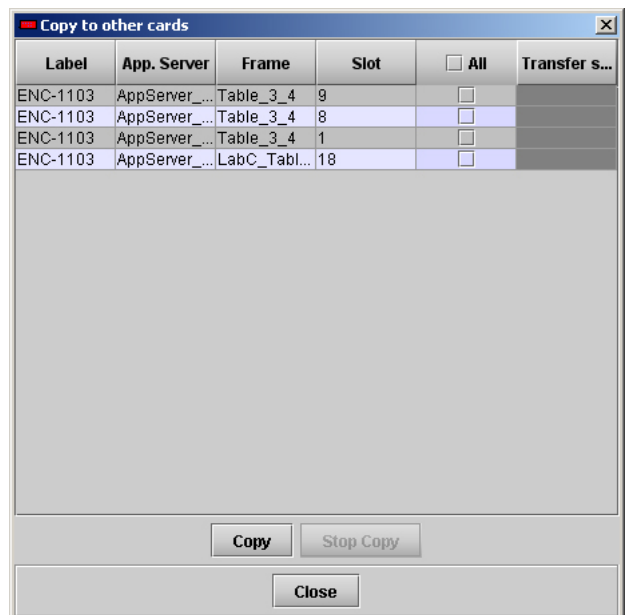 Copy to other cards
Label App. Server Frame Slot All Transfer s...
ENC-1103 AppServer_... Table_3_4 9
ENC-1103 AppServer_... Table_3_4 8
ENC-1103 AppServer_... Table_3_4 1
ENC-1103 AppServer_... LabC_Tabl... 18
Copy Stop Copy
Close